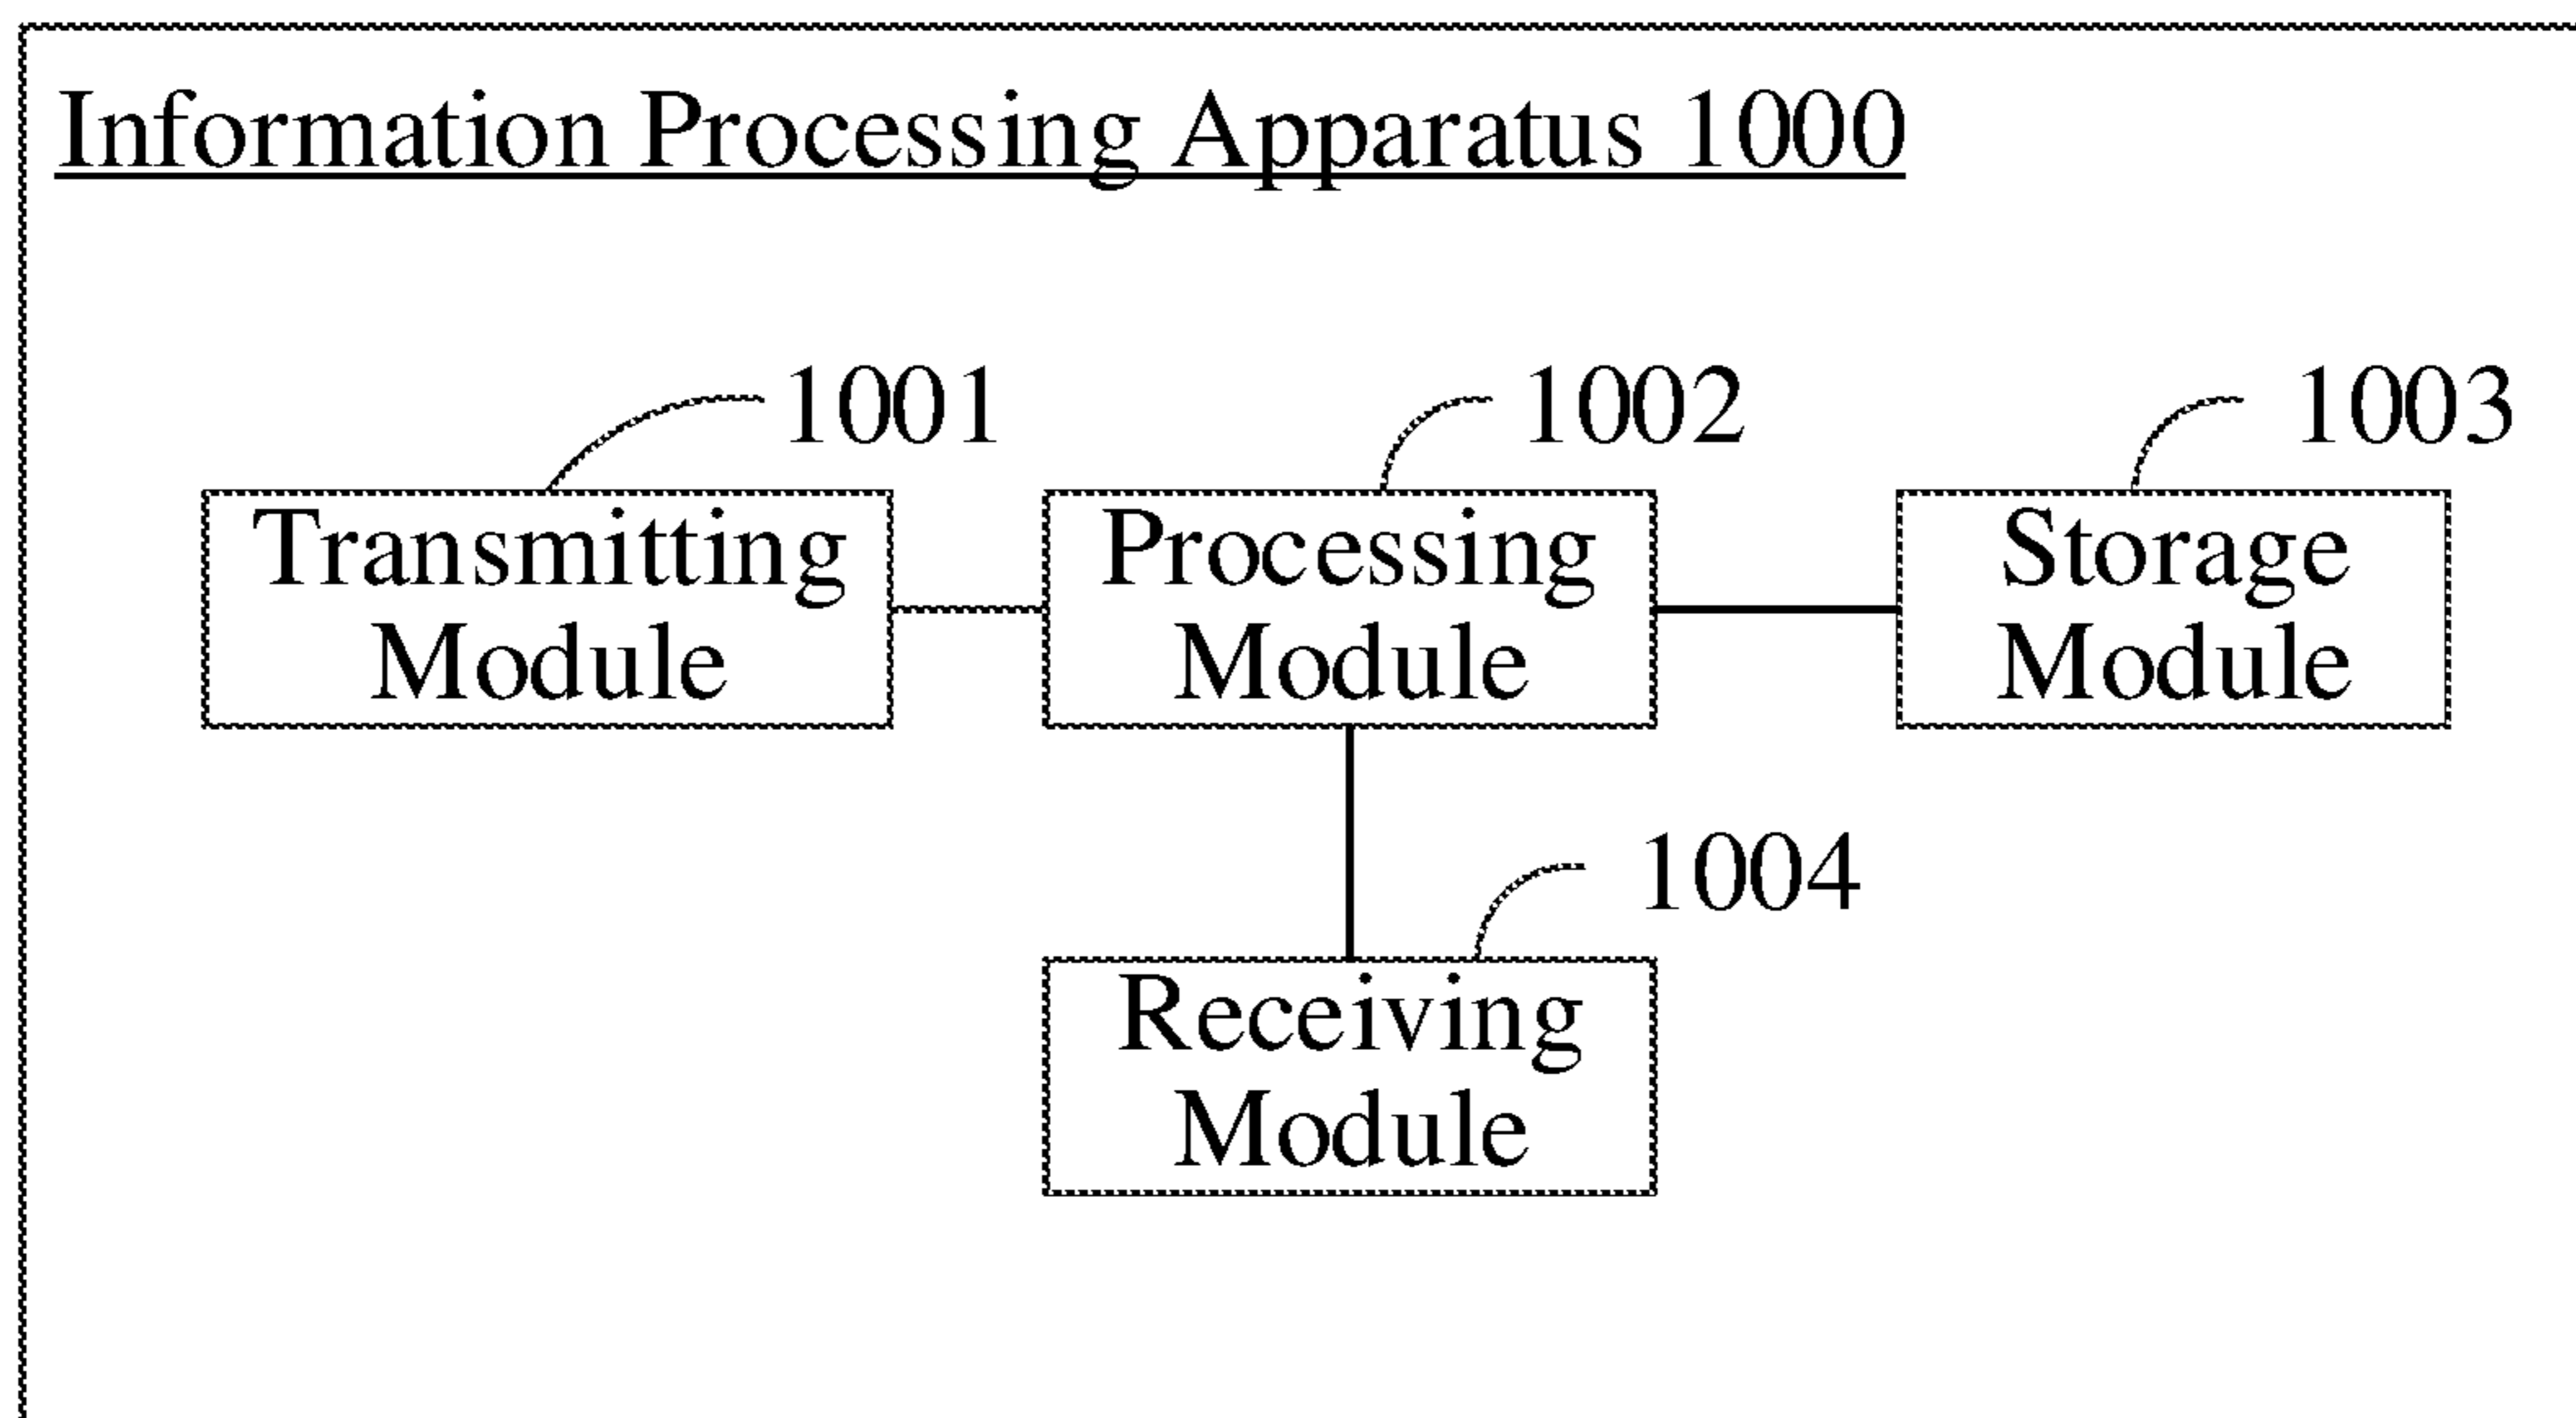 Information Processing Apparatus 1000
1001
1002
1003
Transmitting
Module
Processing
Module
Storage
Module
1004
Receiving
Module